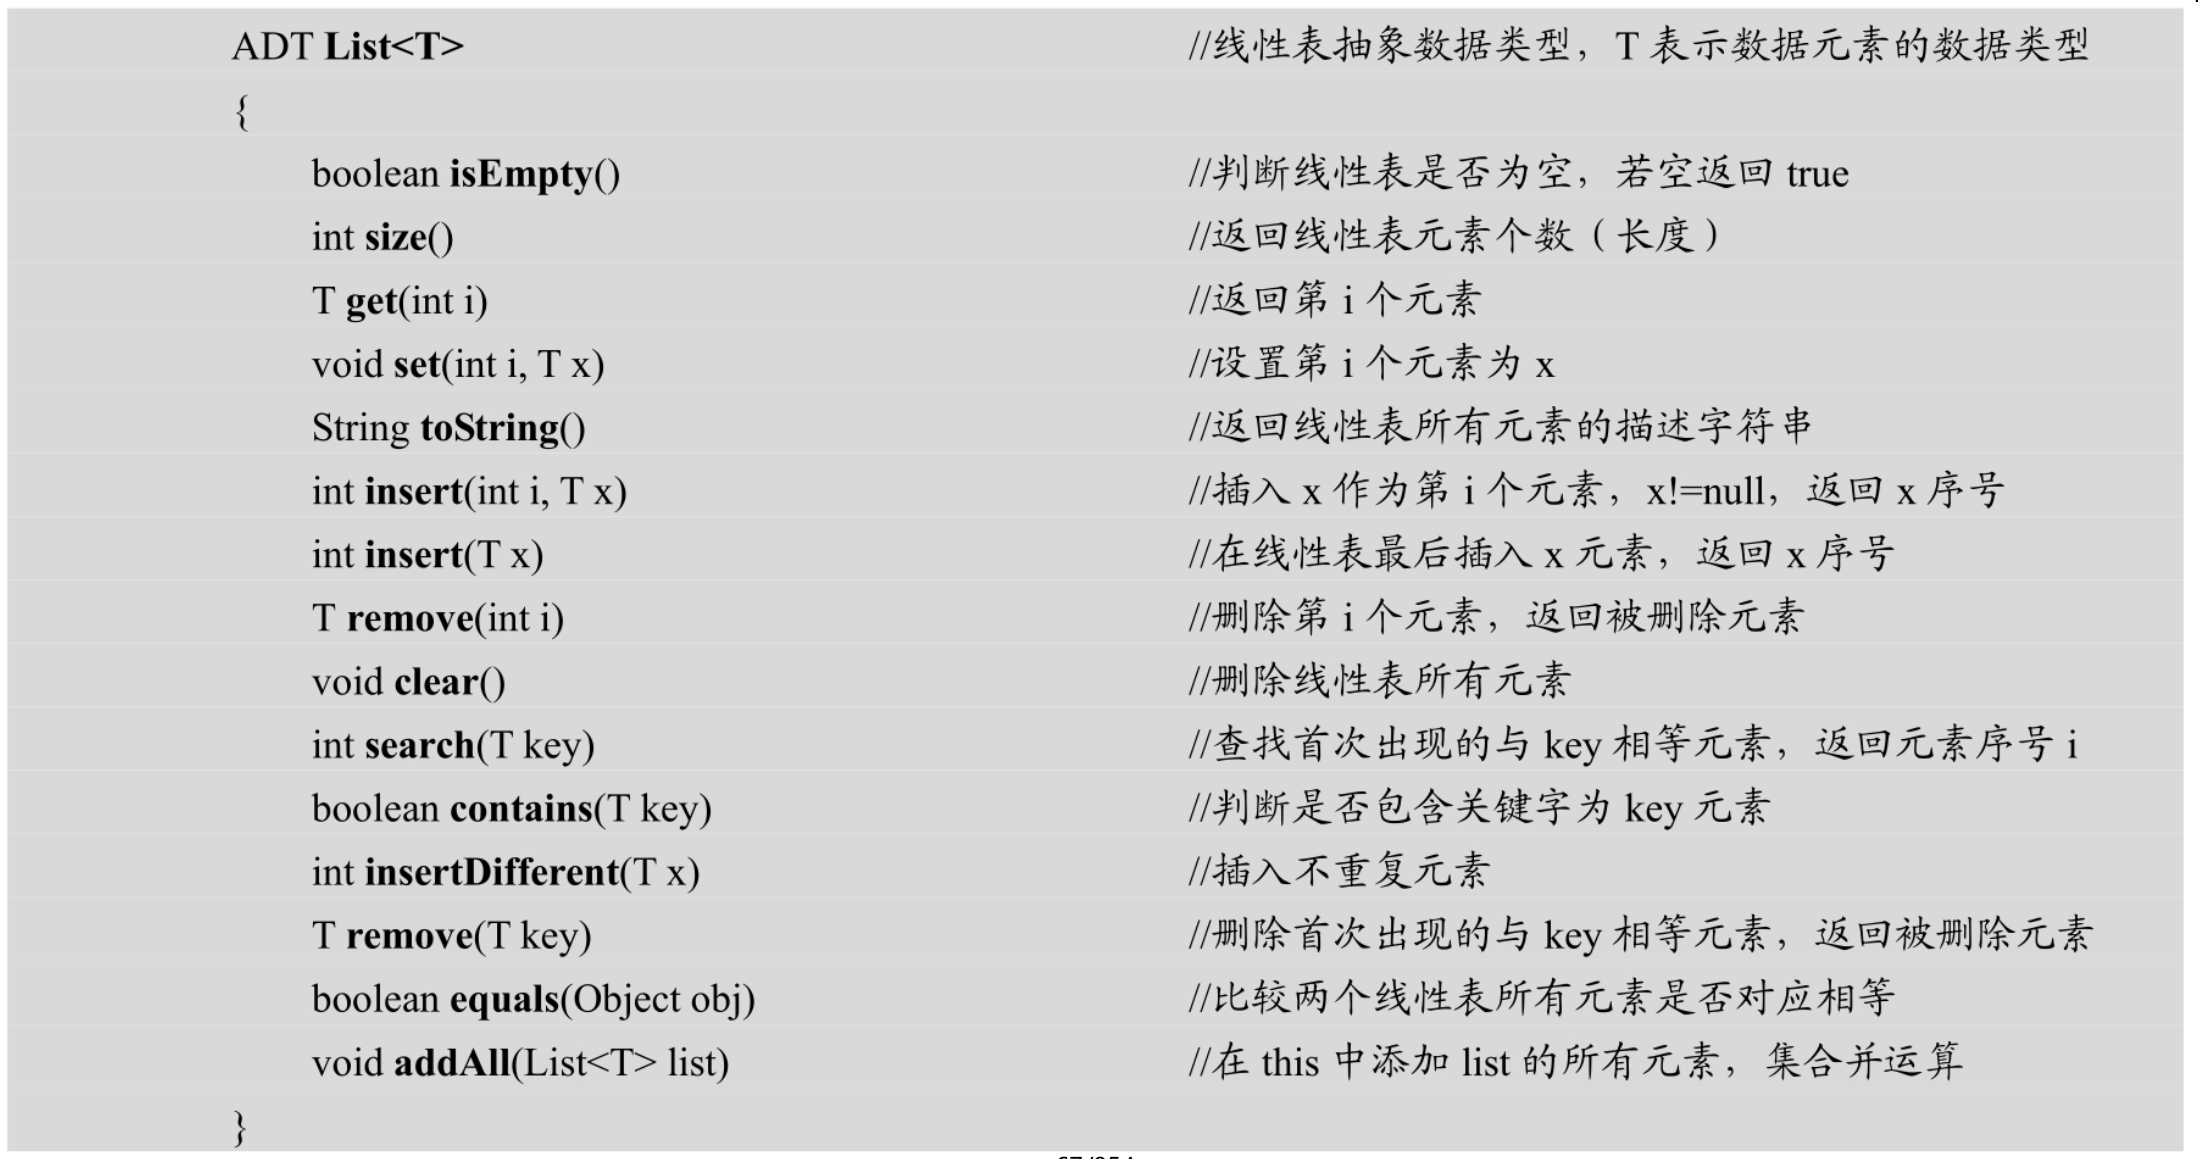 ADT List<T> //线性表抽象数据类型，T 表示数据元素的数据类型
{
boolean isEmpty() //判断线性表是否为空，若空返回 true
int size() //返回线性表元素个数（长度）
T get(int i) //返回第 i 个元素
void set(int i, T x) //设置第 i 个元素为 x
String toString() //返回线性表所有元素的描述字符串
int insert(int i, T x) //插入 x 作为第 i 个元素，x!=null，返回 x 序号
int insert(T x) //在线性表最后插入 x 元素，返回 x 序号
T remove(int i) //删除第 i 个元素，返回被删除元素
void clear() //删除线性表所有元素
int search(T key) //查找首次出现的与 key 相等元素，返回元素序号 i
boolean contains(T key) //判断是否包含关键字为 key 元素
int insertDifferent(T x) //插入不重复元素
T remove(T key) //删除首次出现的与 key 相等元素，返回被删除元素
boolean equals(Object obj) //比较两个线性表所有元素是否对应相等
void addAll(List<T> list) //在 this 中添加 list 的所有元素，集合并运算
}